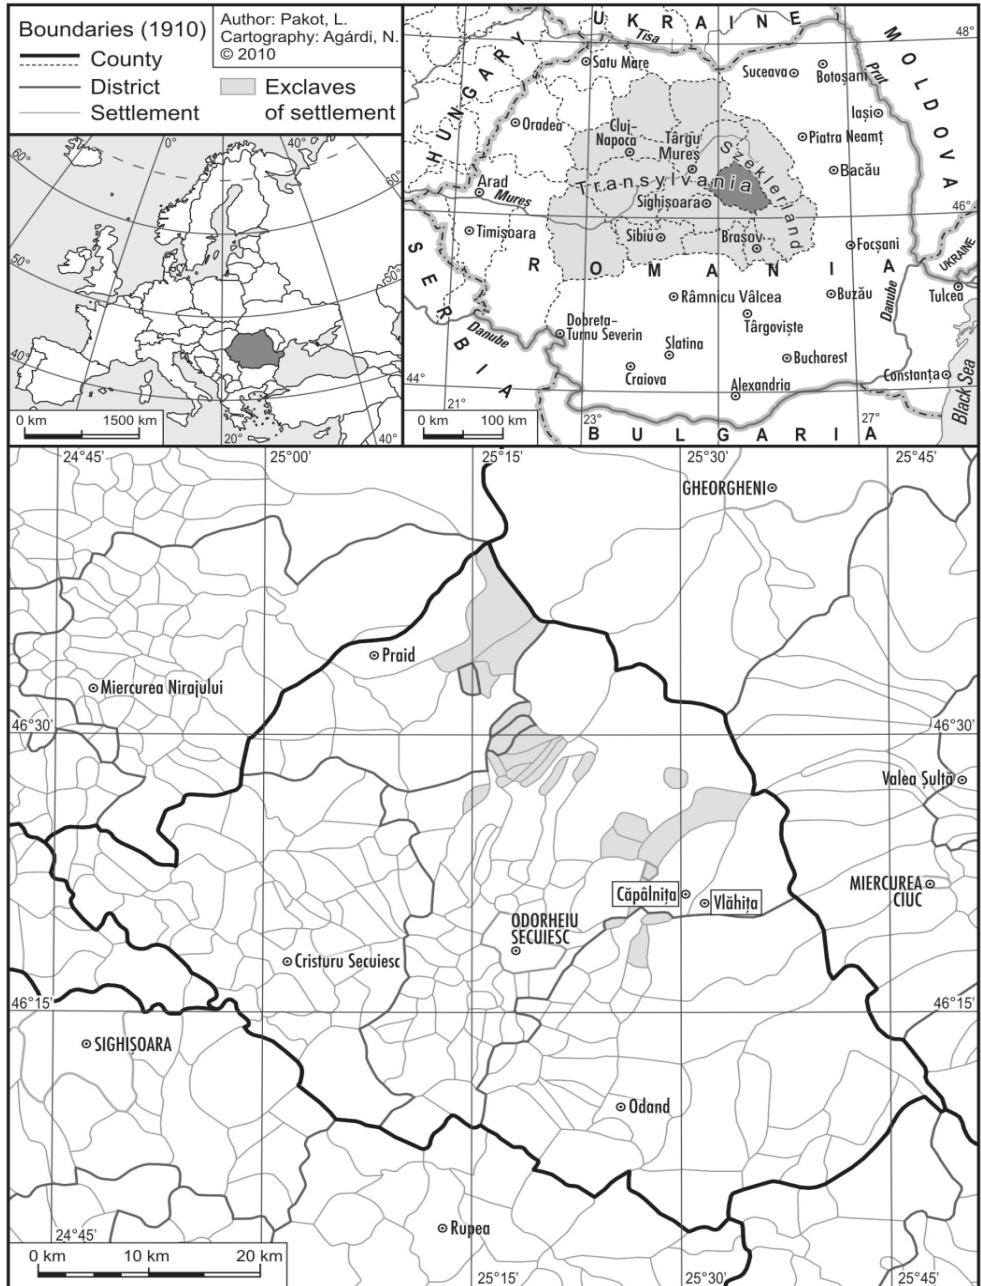 Boundaries (1910)
County
District
Settlement
Author: Pakot, L.
Cartography: Agárdi, N.
© 2010
Exclaves
of settlement
60°
0°
40°
60°
50°
50°
40°
20°
40°
0 km 1500 km
UKRAINE
MOLDOVA
HUNGARY
SERBIA
BULGARIA
ROMANIA
UKRAINE
Tisa
Prut
Mures
Danube
Danube
Black Sea
Transylvania
Szeklerland
48°
46°
44°
21°
23°
27°
Satu Mare
Suceava
Botoșani
Iași
Oradea
Cluj-
Napoca
Târgu
Mureș
Piatra Neamț
Bacău
Arad
Sighișoara
Timișoara
Sibiu
Brașov
Focșani
Râmnicu Vâlcea
Buzău
Tulcea
Dobreta-
Turnu Severin
Târgoviște
Slatina
Bucharest
Craiova
Constanța
Alexandria
0 km 100 km
24°45'
25°00'
25°15'
25°30'
25°45'
GHEORGHENI
Praid
Miercurea Nirajului
46°30'
46°30'
Valea Șultă
Căpâlnița
Vlăhița
MIERCUREA
CIUC
ODORHEIU
SECUIESC
Cristuru Secuiesc
46°15'
46°15'
SIGHIȘOARA
Odand
Rupea
24°45'
0 km 10 km 20 km
25°15'
25°30'
25°45'